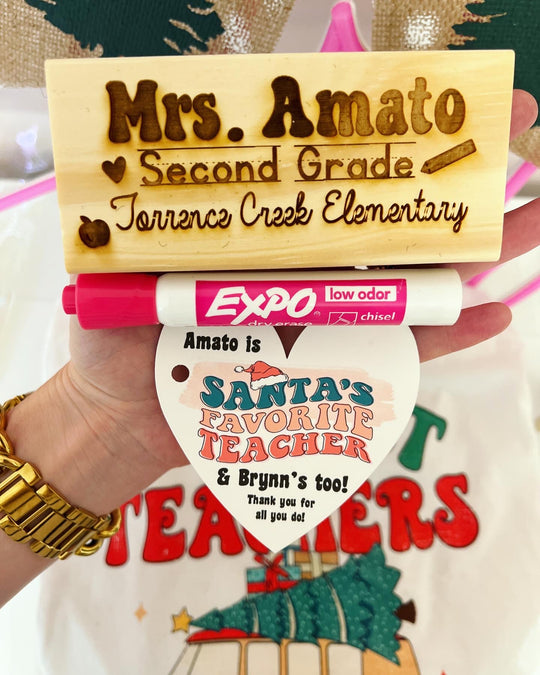 Mrs. Amato
Second Grade
Torrence Creek Elementary
EXPO® low odor
dry erase chisel
Amato is
SANTA'S
FAVORITE
TEACHER
& Brynn's too!
Thank you for
all you do!
TEACHERS